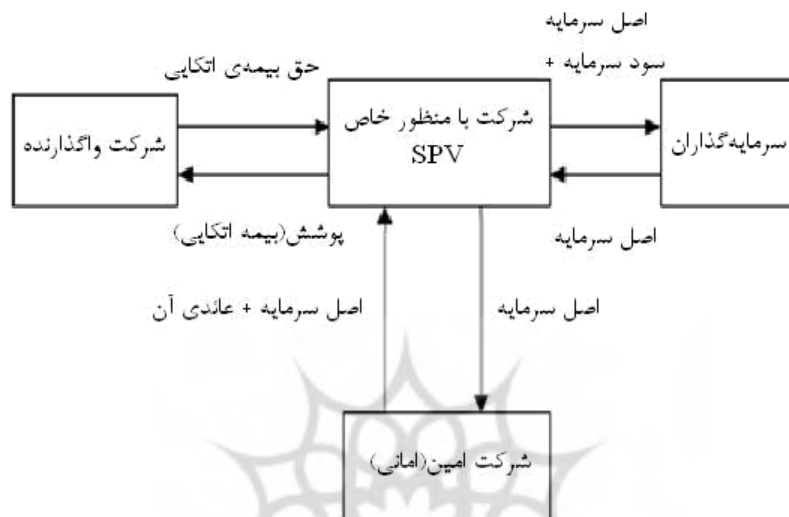 اصل سرمایه
سود سرمایه +
حق بیمه‌ی اتکایی
شرکت با منظور خاص
SPV
شرکت واگذارنده
سرمایه‌گذاران
پوشش(بیمه اتکایی)
اصل سرمایه
اصل سرمایه + عائدی آن
اصل سرمایه
شرکت امین(امانی)